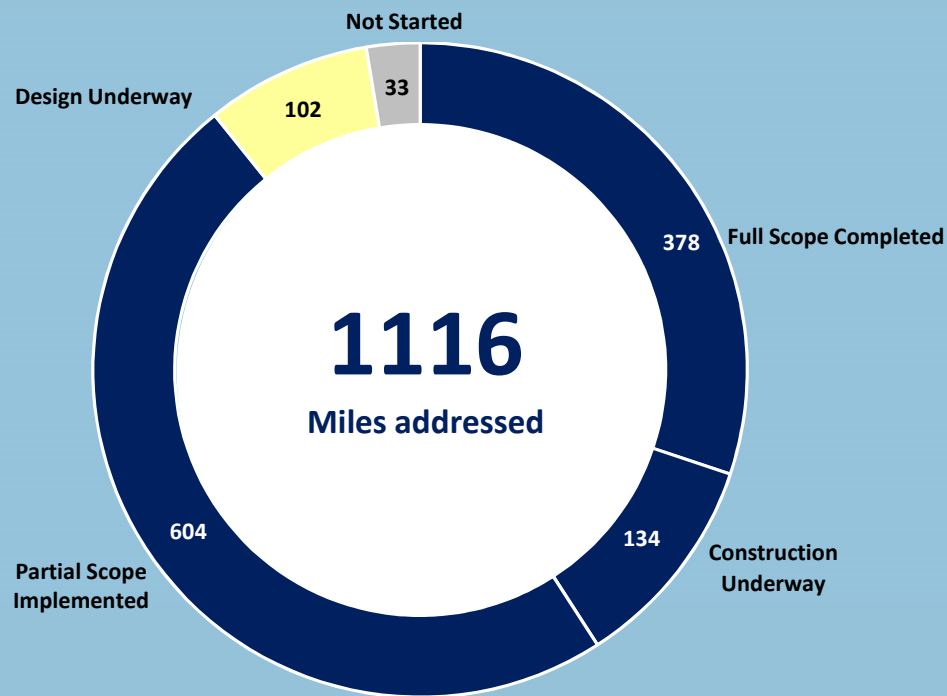 Not Started
33
Design Underway
102
378
Full Scope Completed
1116
Miles addressed
604
134
Construction
Underway
Partial Scope
Implemented